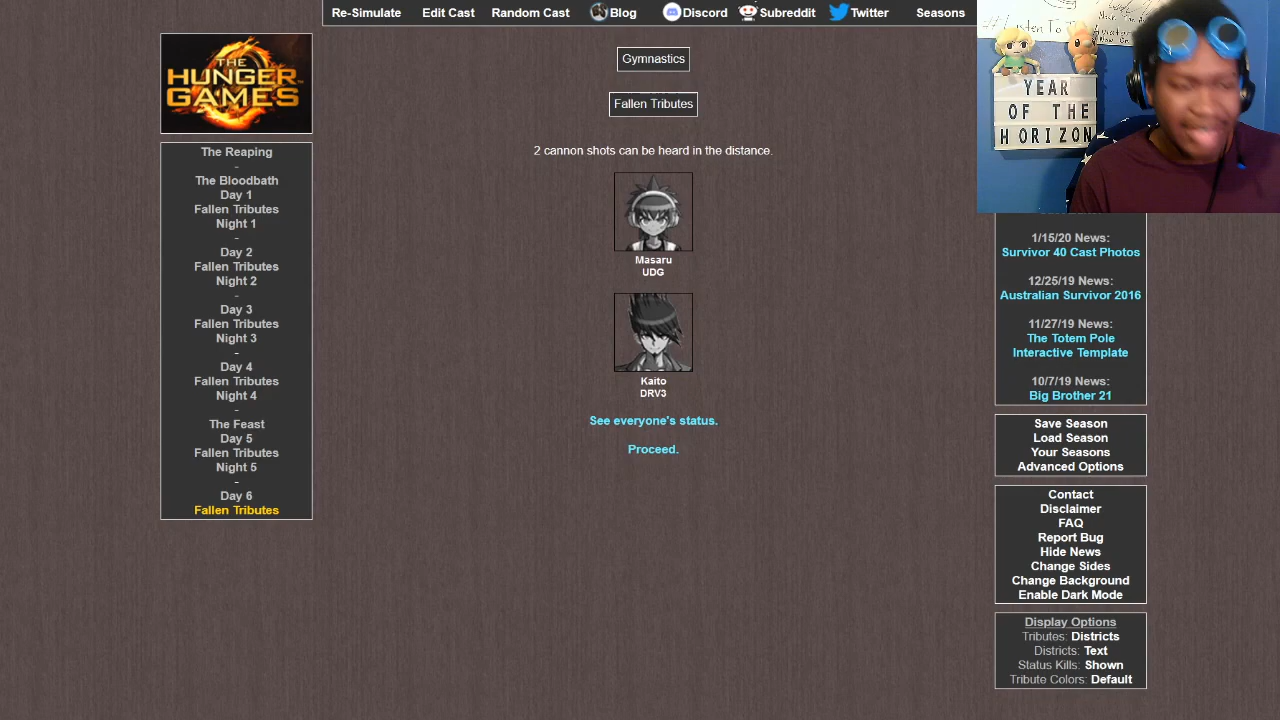 Re-Simulate Edit Cast Random Cast Blog Discord Subreddit Twitter Seasons
THE HUNGER GAMES
The Reaping
-
The Bloodbath
Day 1
Fallen Tributes
Night 1
-
Day 2
Fallen Tributes
Night 2
-
Day 3
Fallen Tributes
Night 3
-
Day 4
Fallen Tributes
Night 4
-
The Feast
Day 5
Fallen Tributes
Night 5
-
Day 6
Fallen Tributes
Gymnastics
Fallen Tributes
2 cannon shots can be heard in the distance.
Masaru
UDG
Kaito
DRV3
See everyone's status.
Proceed.
YEAR
OF THE
HORIZON
1/15/20 News:
Survivor 40 Cast Photos
12/25/19 News:
Australian Survivor 2016
11/27/19 News:
The Totem Pole
Interactive Template
10/7/19 News:
Big Brother 21
Save Season
Load Season
Your Seasons
Advanced Options
Contact
Disclaimer
FAQ
Report Bug
Hide News
Change Sides
Change Background
Enable Dark Mode
Display Options
Tributes: Districts
Districts: Text
Status Kills: Shown
Tribute Colors: Default